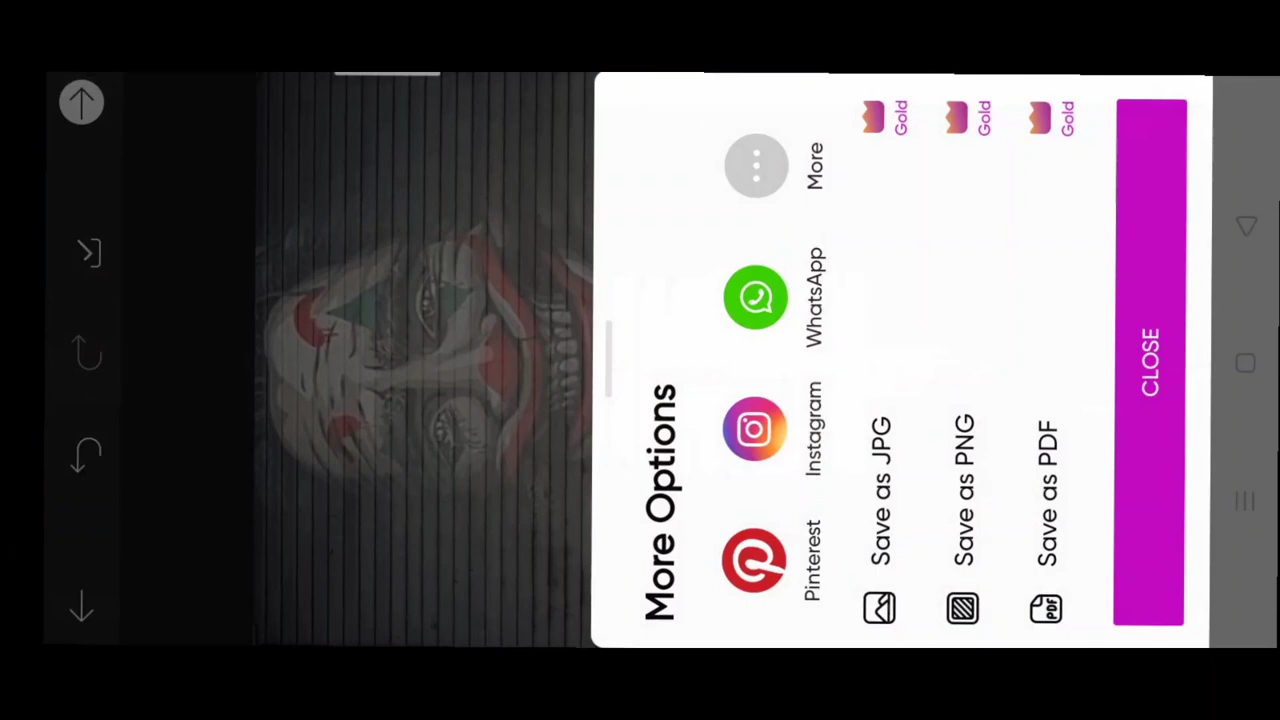 More Options
Pinterest Instagram WhatsApp More
Save as JPG Gold
Save as PNG Gold
PDF Save as PDF Gold
CLOSE